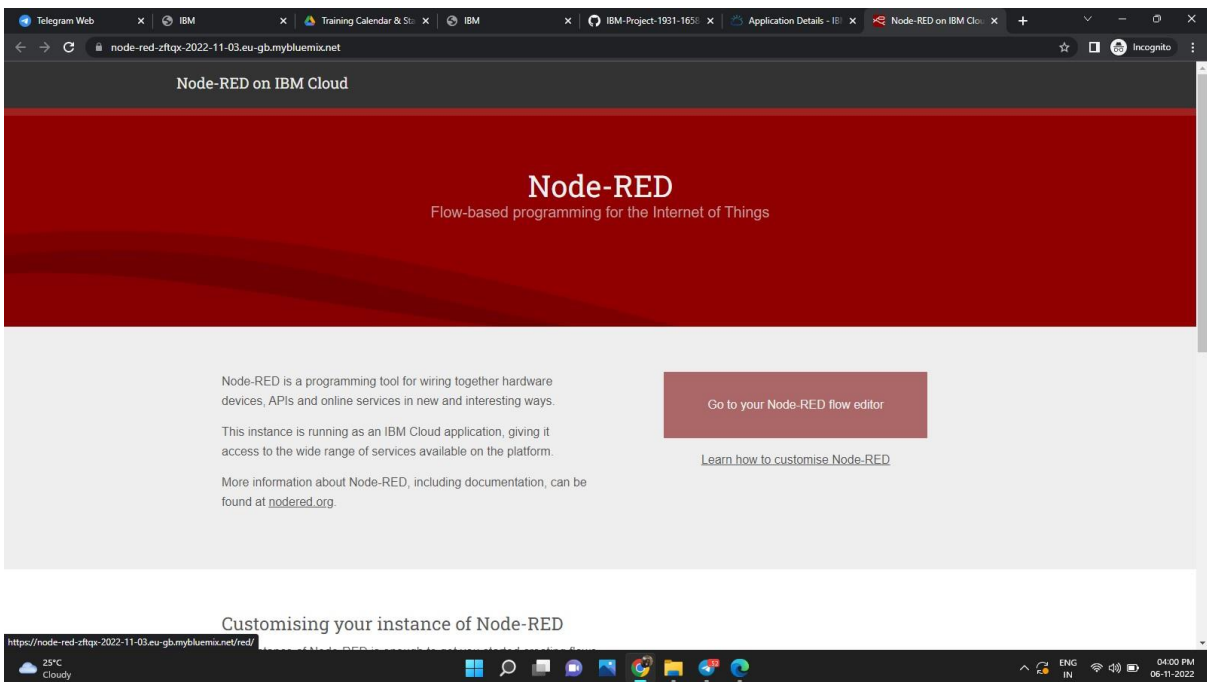 Telegram Web
IBM
Training Calendar & Sta
IBM
IBM-Project-1931-1658
Application Details - IB
Node-RED on IBM Clou
node-red-zftqx-2022-11-03.eu-gb.mybluemix.net
Incognito
Node-RED on IBM Cloud
Node-RED
Flow-based programming for the Internet of Things
Node-RED is a programming tool for wiring together hardware
devices, APIs and online services in new and interesting ways.
This instance is running as an IBM Cloud application, giving it
access to the wide range of services available on the platform.
More information about Node-RED, including documentation, can be
found at nodered.org.
Go to your Node-RED flow editor
Learn how to customise Node-RED
Customising your instance of Node-RED
https://node-red-zftqx-2022-11-03.eu-gb.mybluemix.net/red/
25°C
Cloudy
ENG
IN
04:00 PM
06-11-2022